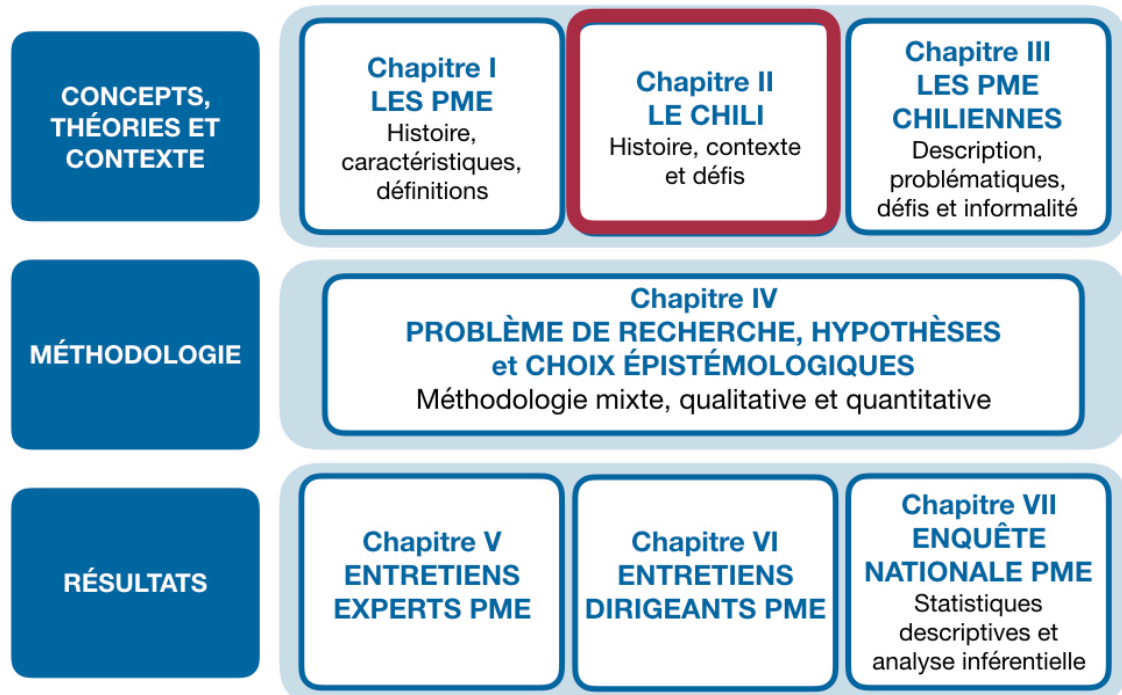 CONCEPTS,
THÉORIES ET
CONTEXTE
Chapitre I
LES PME
Histoire,
caractéristiques,
définitions
Chapitre II
LE CHILI
Histoire, contexte
et défis
Chapitre III
LES PME
CHILIENNES
Description,
problématiques,
défis et informalité
MÉTHODOLOGIE
Chapitre IV
PROBLÈME DE RECHERCHE, HYPOTHÈSES
et CHOIX ÉPISTÉMOLOGIQUES
Méthodologie mixte, qualitative et quantitative
RÉSULTATS
Chapitre V
ENTRETIENS
EXPERTS PME
Chapitre VI
ENTRETIENS
DIRIGEANTS PME
Chapitre VII
ENQUÊTE
NATIONALE PME
Statistiques
descriptives et
analyse inférentielle